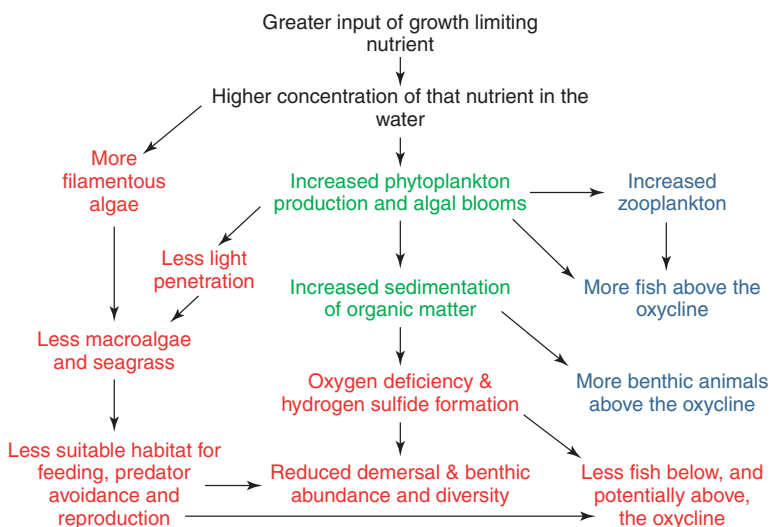 Greater input of growth limiting
nutrient
Higher concentration of that nutrient in the
water
More
filamentous
algae
Increased phytoplankton
production and algal blooms
Increased
zooplankton
Less light
penetration
Increased sedimentation
of organic matter
More fish above the
oxycline
Less macroalgae
and seagrass
Oxygen deficiency &
hydrogen sulfide formation
More benthic animals
above the oxycline
Less suitable habitat for
feeding, predator
avoidance and
reproduction
Reduced demersal & benthic
abundance and diversity
Less fish below, and
potentially above,
the oxycline